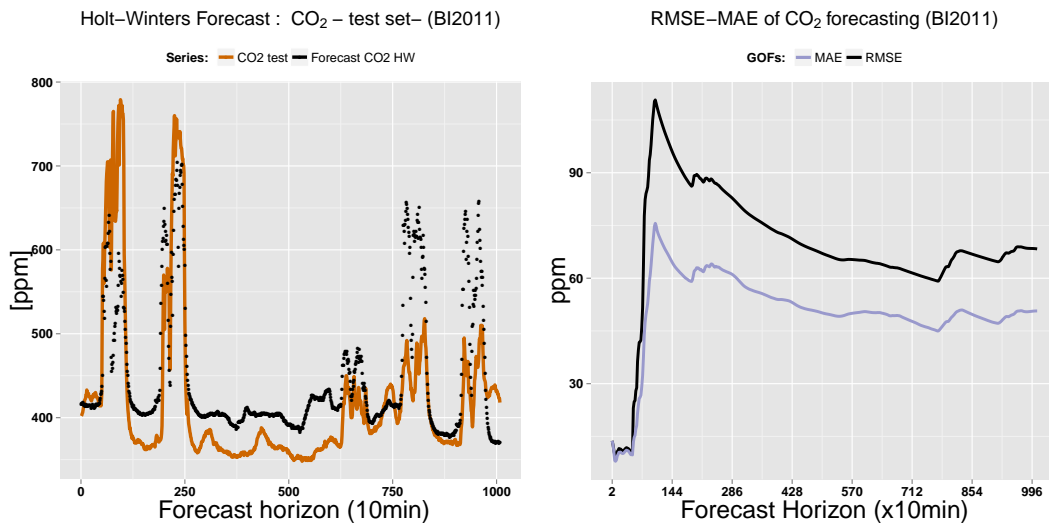 Holt−Winters Forecast : CO₂ − test set− (BI2011)
Series: CO2 test Forecast CO2 HW
800
700
600
500
400
[ppm]
0 250 500 750 1000
Forecast horizon (10min)
RMSE−MAE of CO₂ forecasting (BI2011)
GOFs: MAE RMSE
90
60
30
ppm
2 144 286 428 570 712 854 996
Forecast Horizon (x10min)